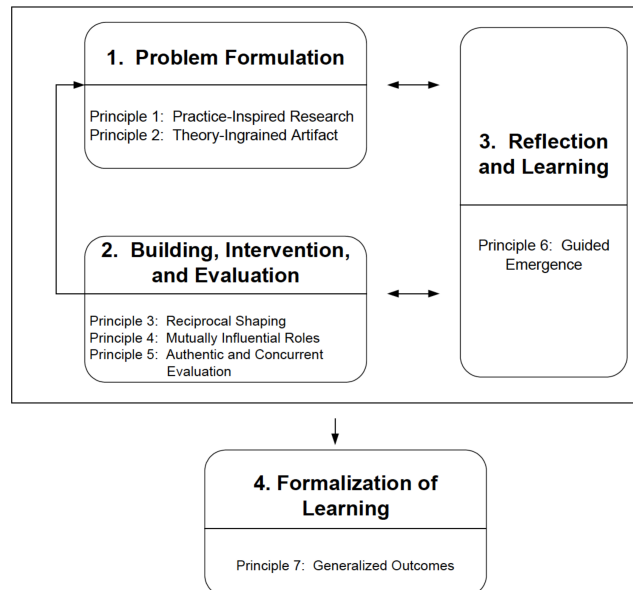 1. Problem Formulation
Principle 1: Practice-Inspired Research
Principle 2: Theory-Ingrained Artifact
2. Building, Intervention,
and Evaluation
Principle 3: Reciprocal Shaping
Principle 4: Mutually Influential Roles
Principle 5: Authentic and Concurrent
Evaluation
3. Reflection
and Learning
Principle 6: Guided
Emergence
4. Formalization of
Learning
Principle 7: Generalized Outcomes